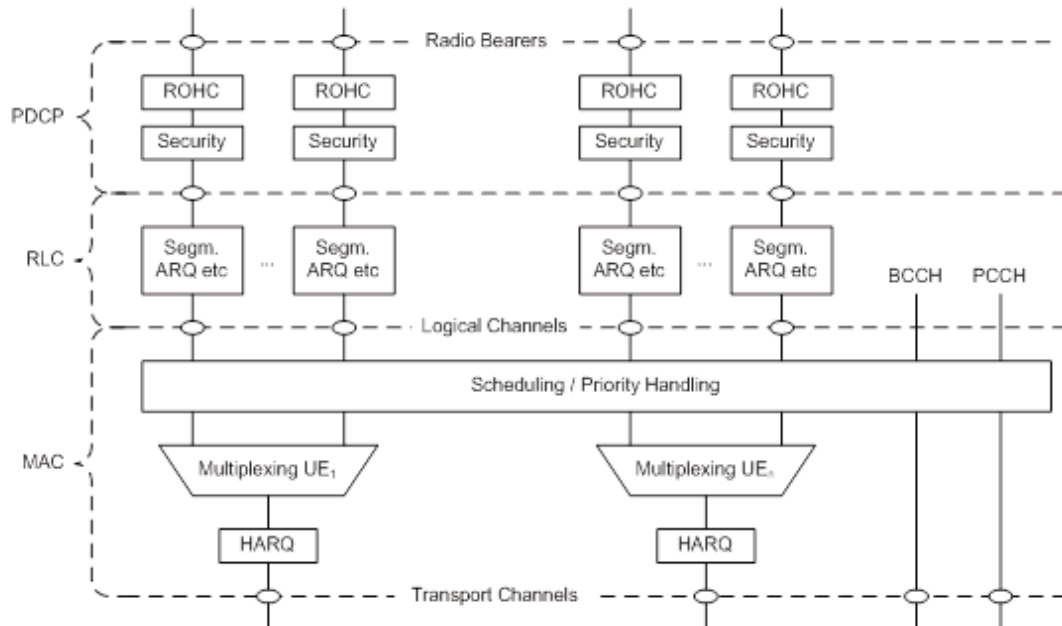 Radio Bearers
ROHC ROHC ROHC ROHC
PDCP
Security Security Security Security
Segm. ARQ etc ... Segm. ARQ etc Segm. ARQ etc ... Segm. ARQ etc
RLC
BCCH PCCH
Logical Channels
Scheduling / Priority Handling
MAC
Multiplexing UE₁ Multiplexing UEₙ
HARQ HARQ
Transport Channels